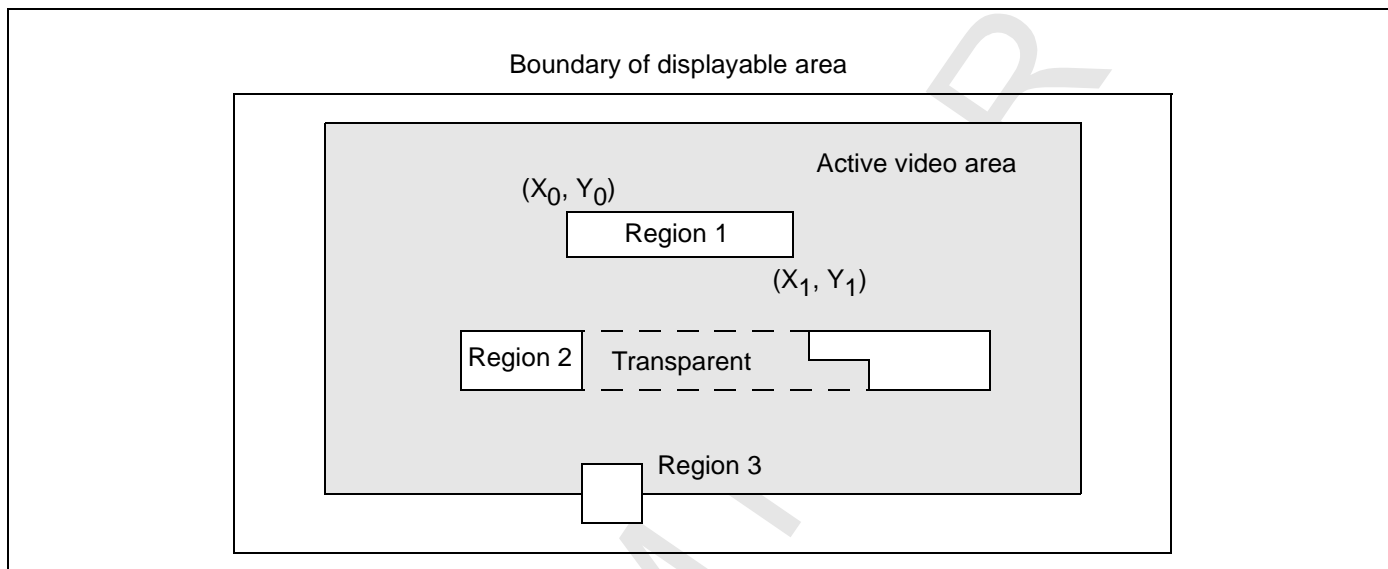 Boundary of displayable area
Active video area
(X₀, Y₀)
Region 1
(X₁, Y₁)
Region 2
Transparent
Region 3